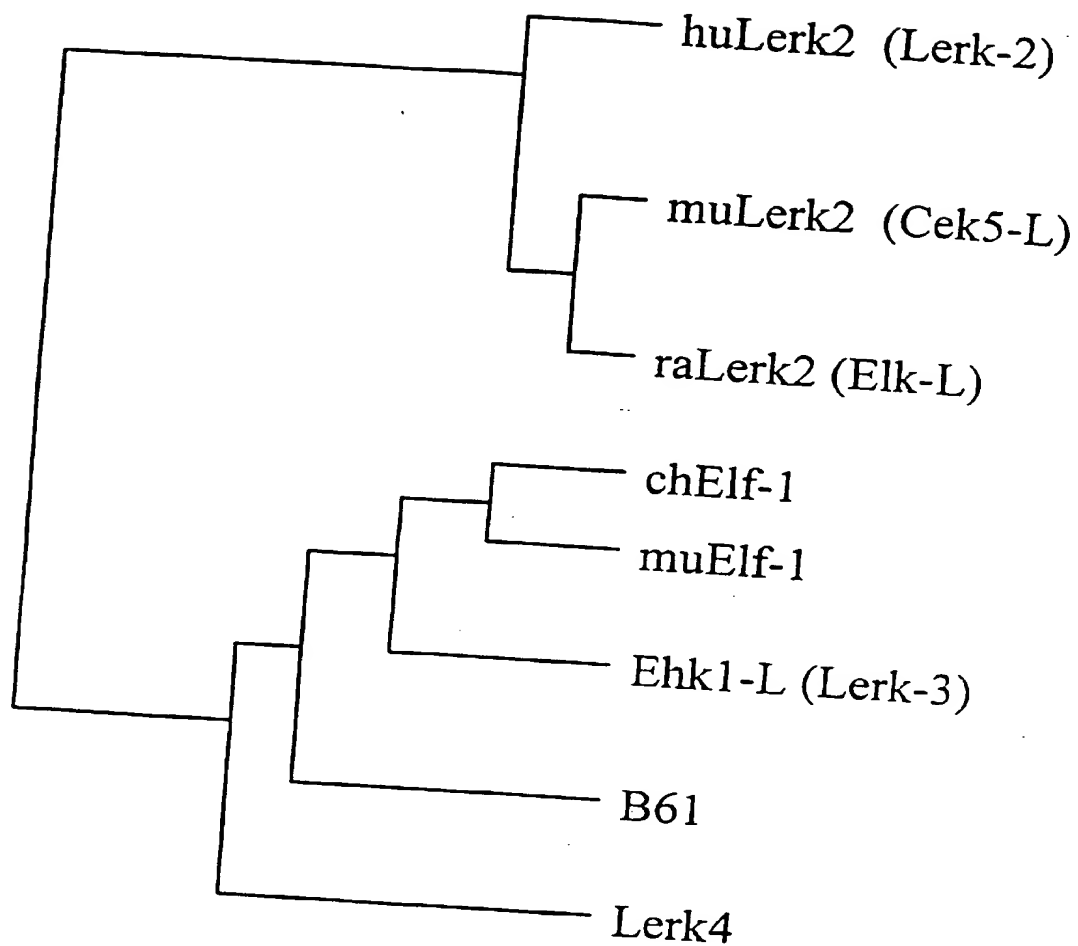 huLerk2 (Lerk-2)
muLerk2 (Cek5-L)
raLerk2 (Elk-L)
chElf-1
muElf-1
Ehk1-L (Lerk-3)
B61
Lerk4